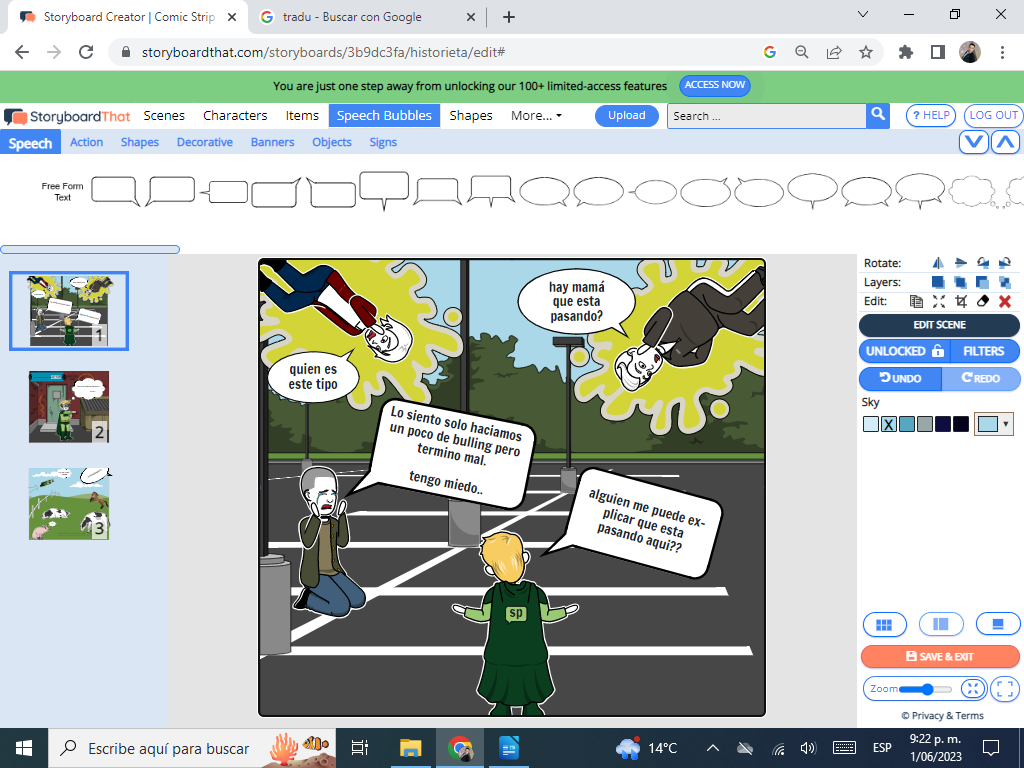 Storyboard Creator | Comic Strip
tradu - Buscar con Google
storyboardthat.com/storyboards/3b9dc3fa/historieta/edit#
You are just one step away from unlocking our 100+ limited-access features
ACCESS NOW
StoryboardThat
Scenes
Characters
Items
Speech Bubbles
Shapes
More...
Upload
Search ...
? HELP
LOG OUT
Speech
Action
Shapes
Decorative
Banners
Objects
Signs
Free Form
Text
1
2
3
hay mamá
que esta
pasando?
quien es
este tipo
Lo siento solo haciamos
un poco de bulling pero
termino mal.
tengo miedo..
alguien me puede ex-
plicar que esta
pasando aqui??
sp
Rotate:
Layers:
Edit:
EDIT SCENE
UNLOCKED
FILTERS
UNDO
REDO
Sky
X
SAVE & EXIT
Zoom
© Privacy & Terms
Escribe aquí para buscar
14°C
ESP
9:22 p. m.
1/06/2023